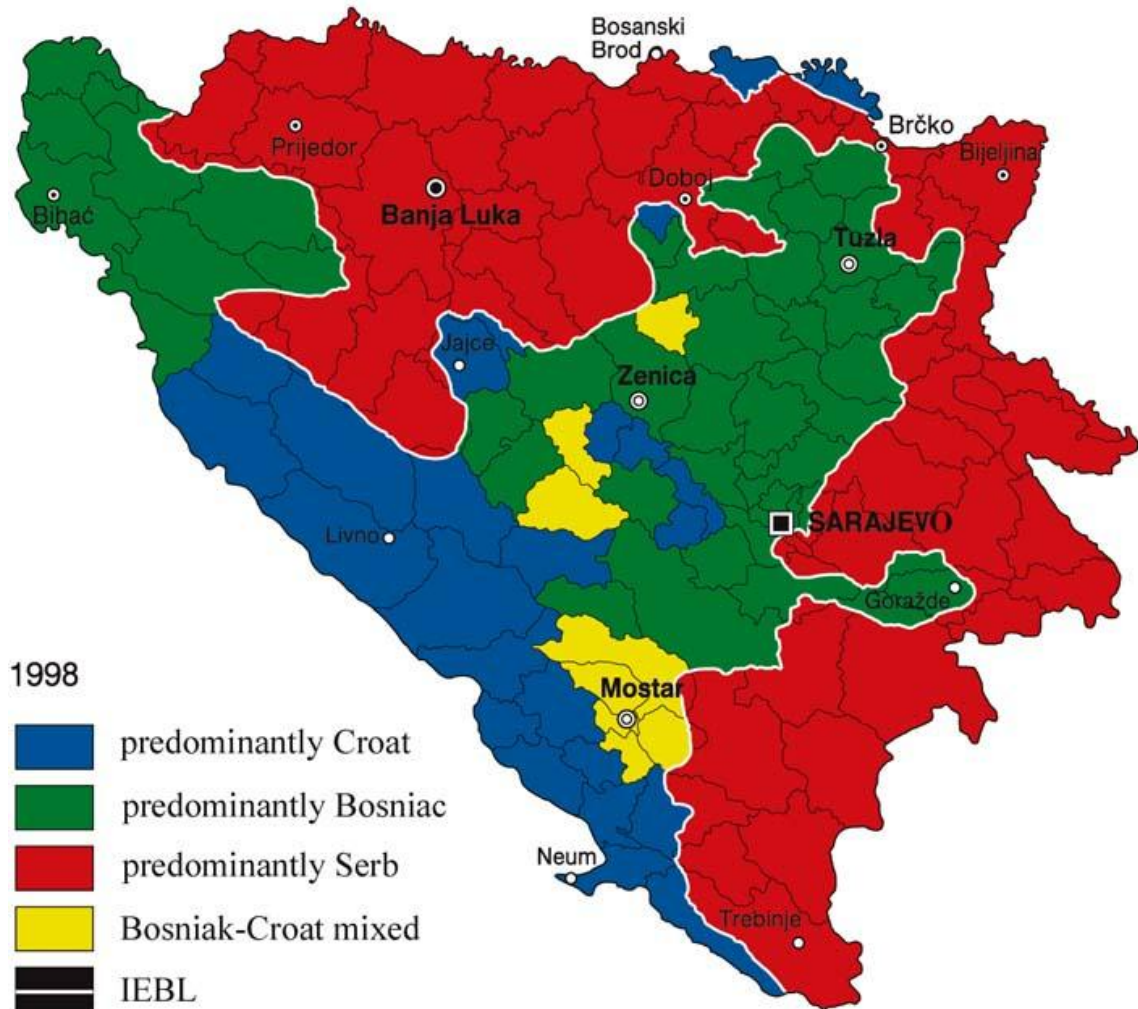 Bosanski
Brod
Brčko
Prijedor
Bijeljina
Doboj
Bihać
Banja Luka
Tuzla
Jajce
Zenica
SARAJEVO
Livno
Goražde
1998
Mostar
predominantly Croat
predominantly Bosniac
predominantly Serb
Neum
Bosniak-Croat mixed
Trebinje
IEBL